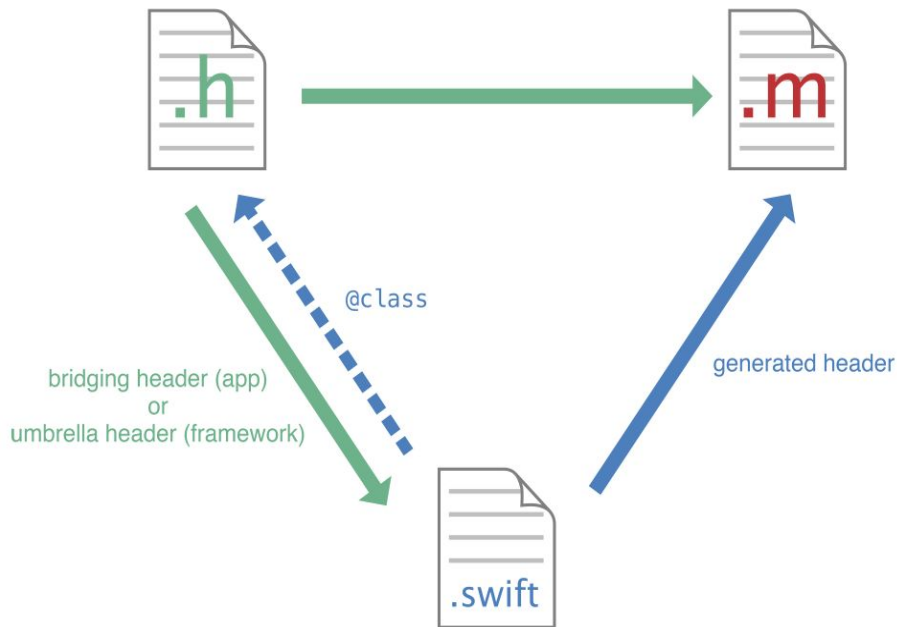 .h
.m
@class
bridging header (app)
or
umbrella header (framework)
generated header
.swift